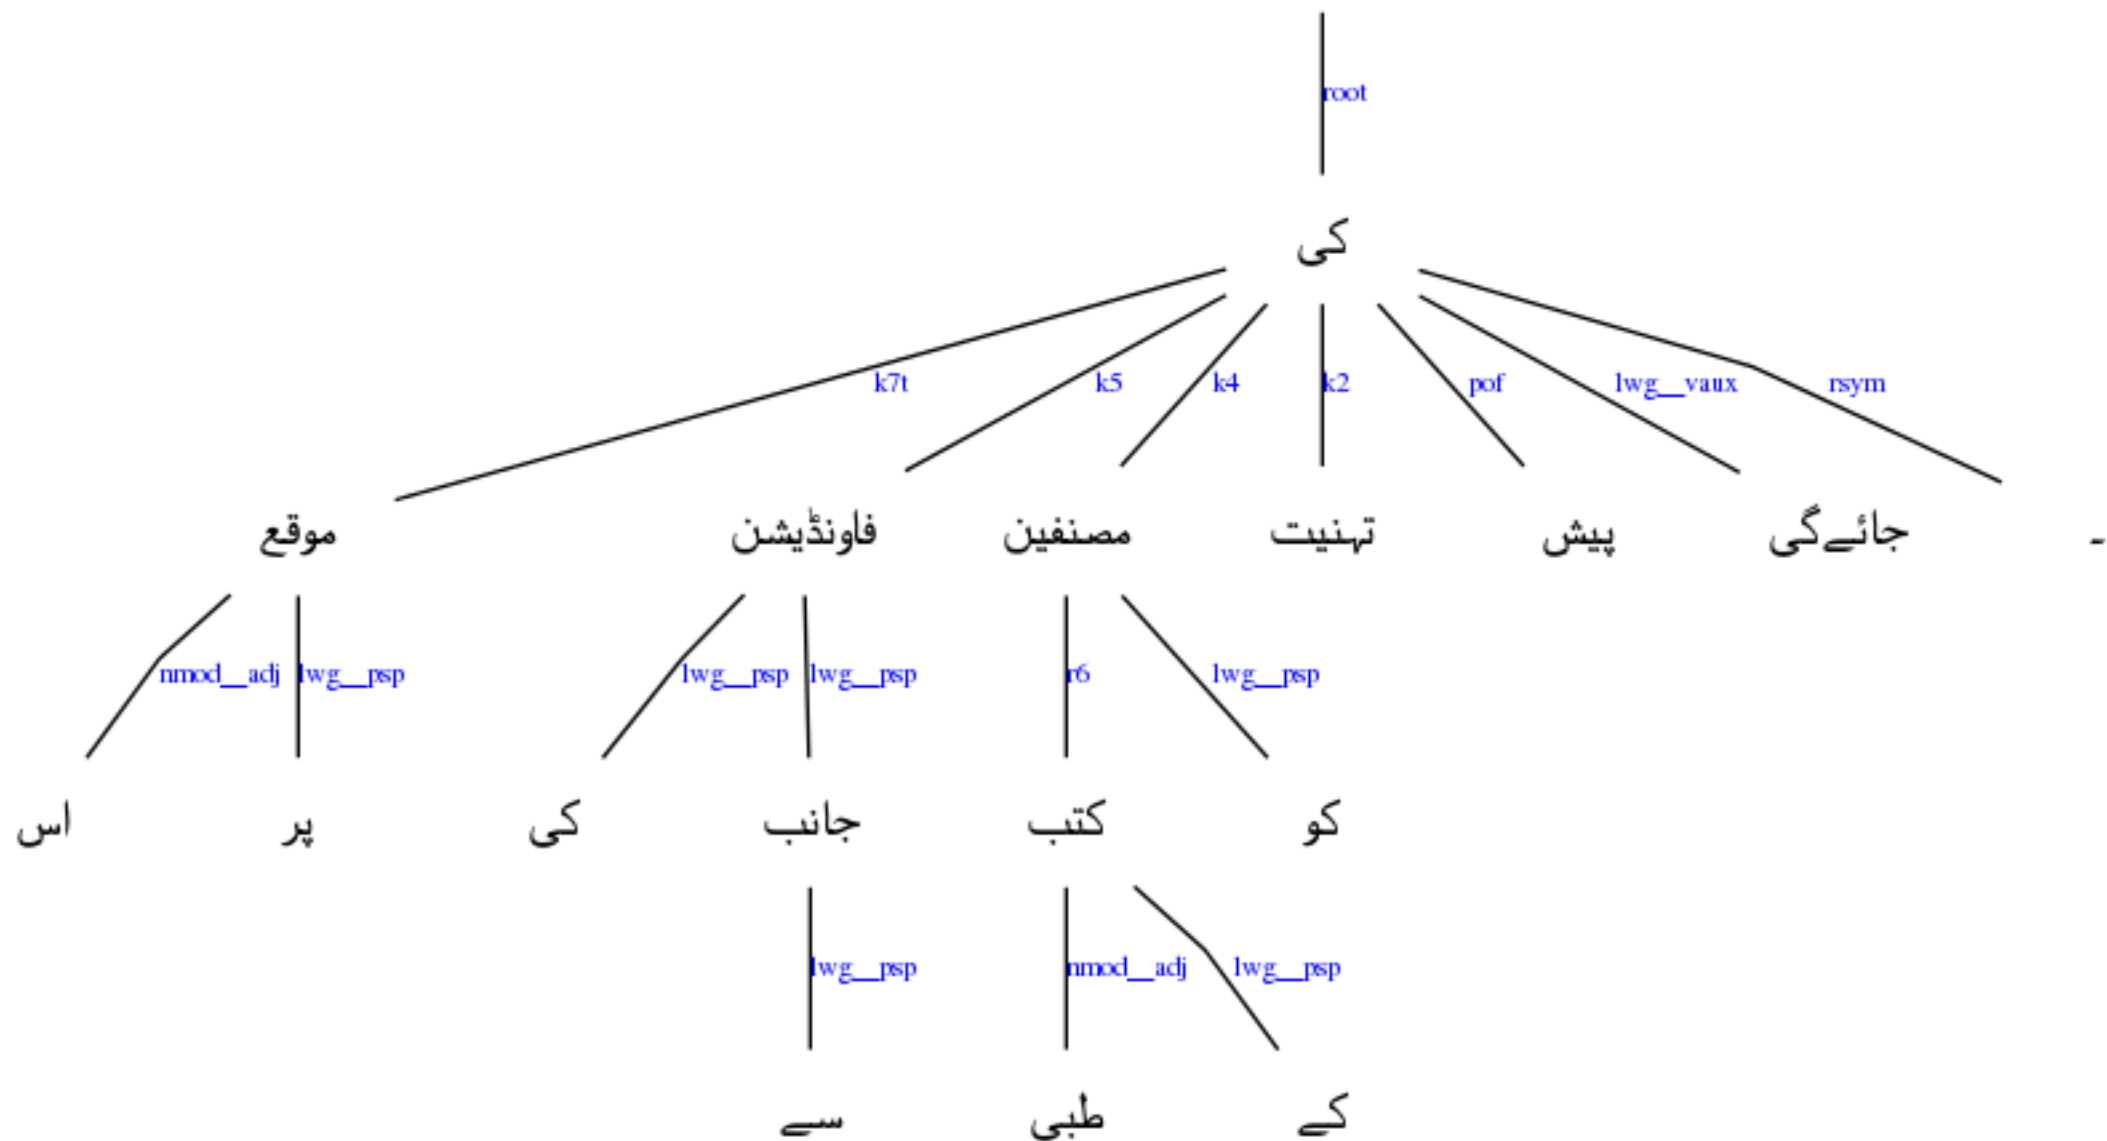 root
کی
k7t k5 k4 k2 pof lwg__vaux rsym
موقع فاونڈیشن مصنفین تہنیت پیش جائےگی ۔
nmod__adj lwg__psp lwg__psp lwg__psp r6 lwg__psp
اس پر کی جانب کتب کو
lwg__psp nmod__adj lwg__psp
سے طبی کے